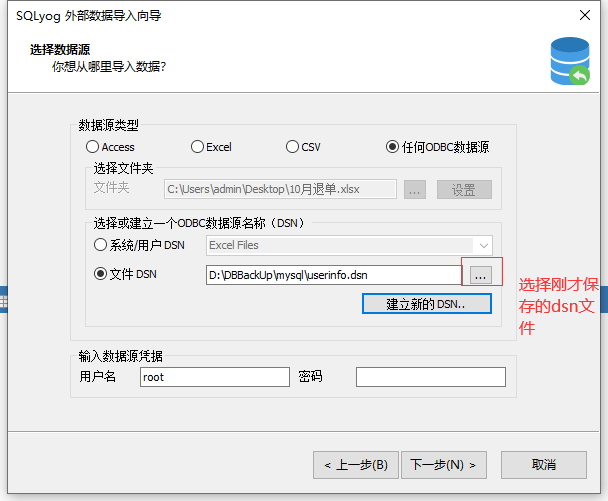 SQLyog 外部数据导入向导
选择数据源
你想从哪里导入数据?
数据源类型
Access
Excel
CSV
任何ODBC数据源
选择文件夹
文件夹
C:\Users\admin\Desktop\10月退单.xlsx
...
设置
选择或建立一个ODBC数据源名称（DSN）
系统/用户 DSN
Excel Files
文件 DSN
D:\DBBackUp\mysql\userinfo.dsn
...
建立新的 DSN..
选择刚才保
存的dsn文
件
输入数据源凭据
用户名
root
密码
< 上一步(B)
下一步(N) >
取消